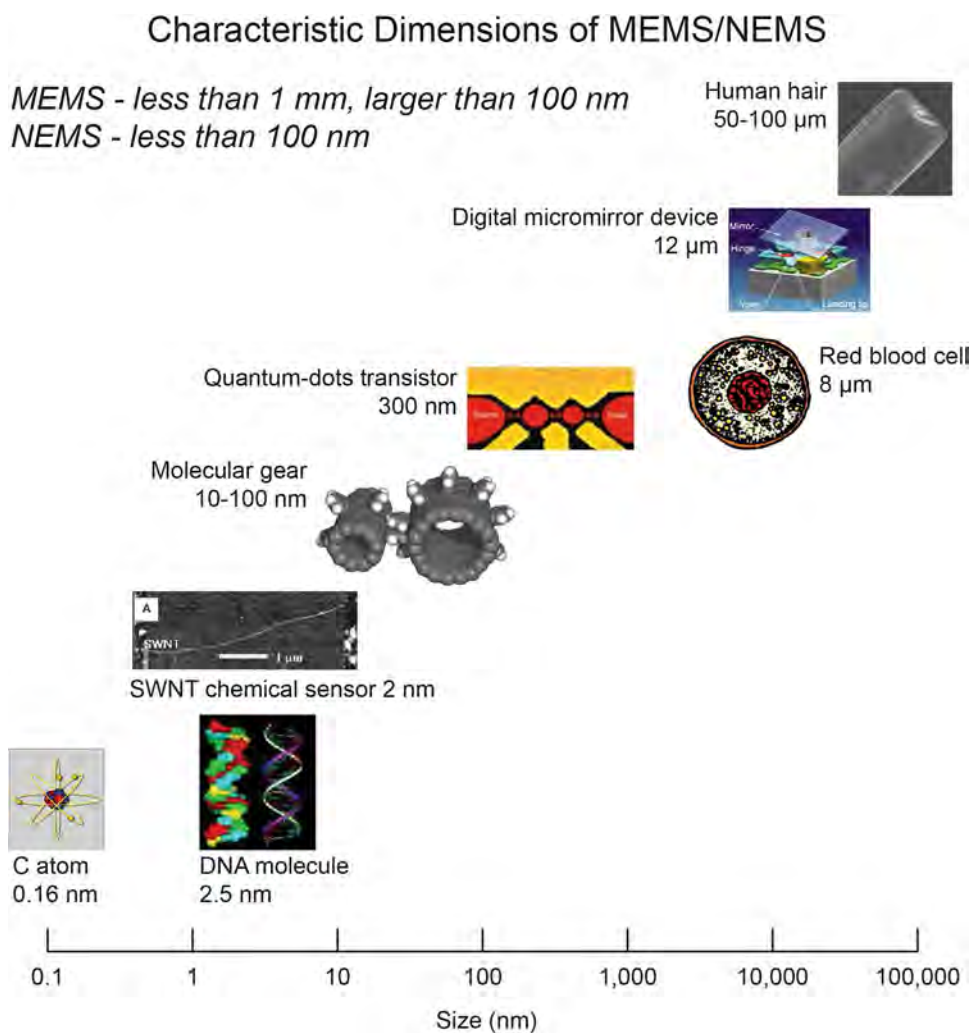 Characteristic Dimensions of MEMS/NEMS
MEMS - less than 1 mm, larger than 100 nm
NEMS - less than 100 nm
Human hair
50-100 µm
Digital micromirror device
12 µm
Mirror
Hinge
Quantum-dots transistor
300 nm
Red blood cell
8 µm
Molecular gear
10-100 nm
A
SWNT
1 µm
SWNT chemical sensor 2 nm
C atom
0.16 nm
DNA molecule
2.5 nm
0.1 1 10 100 1,000 10,000 100,000
Size (nm)